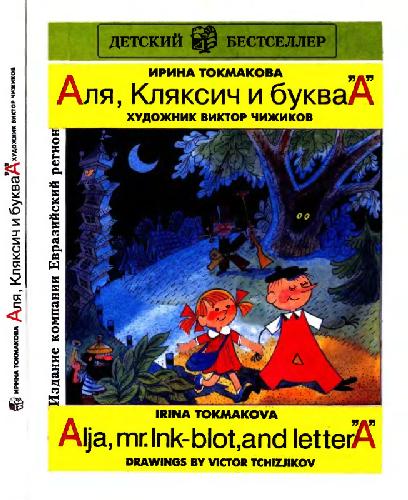 ДЕТСКИЙ БЕСТСЕЛЛЕР
ИРИНА ТОКМАКОВА
Аля, Кляксич и буква "А"
ХУДОЖНИК ВИКТОР ЧИЖИКОВ
Издание компании Евразийский регион
IRINA TOKMAKOVA
Alja, mr. Ink-blot, and letter "A"
DRAWINGS BY VICTOR TCHIZJIKOV
ИРИНА ТОКМАКОВА Аля, Кляксич и буква "А" ХУДОЖНИК ВИКТОР ЧИЖИКОВ